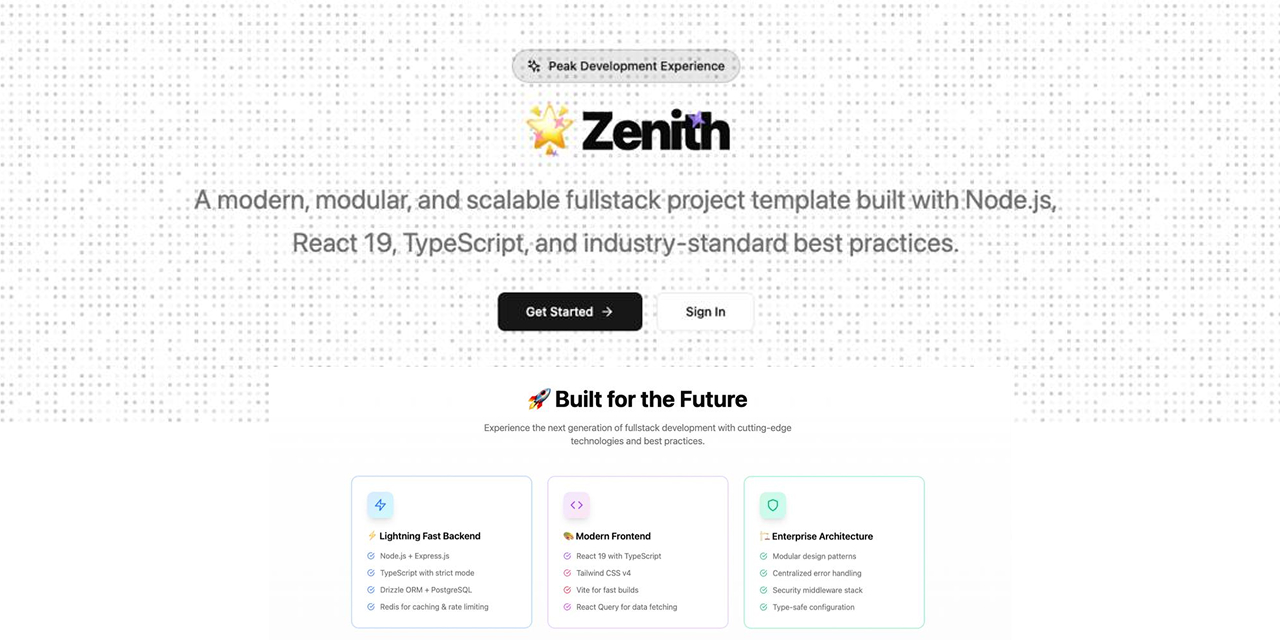 Peak Development Experience
🌟 Zenith
A modern, modular, and scalable fullstack project template built with Node.js,
React 19, TypeScript, and industry-standard best practices.
Get Started →
Sign In
🚀 Built for the Future
Experience the next generation of fullstack development with cutting-edge
technologies and best practices.
⚡ Lightning Fast Backend
Node.js + Express.js
TypeScript with strict mode
Drizzle ORM + PostgreSQL
Redis for caching & rate limiting
🎨 Modern Frontend
React 19 with TypeScript
Tailwind CSS v4
Vite for fast builds
React Query for data fetching
🏗️ Enterprise Architecture
Modular design patterns
Centralized error handling
Security middleware stack
Type-safe configuration